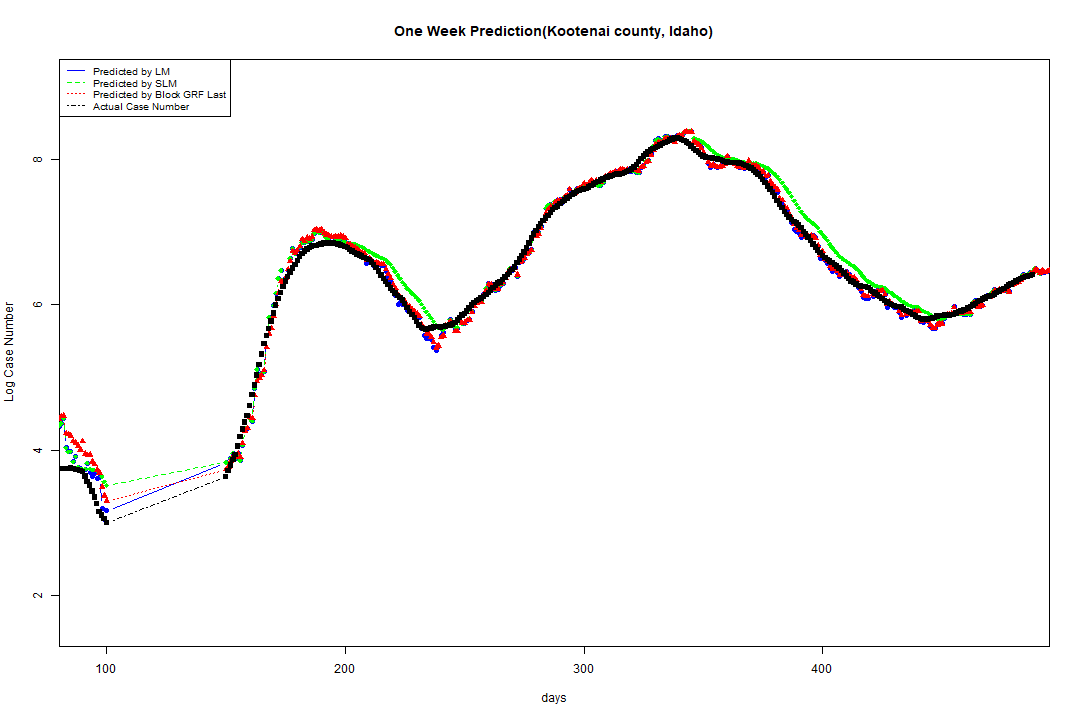 One Week Prediction(Kootenai county, Idaho)
Predicted by LM
Predicted by SLM
Predicted by Block GRF Last
Actual Case Number
8
6
4
2
Log Case Number
100 200 300 400
days